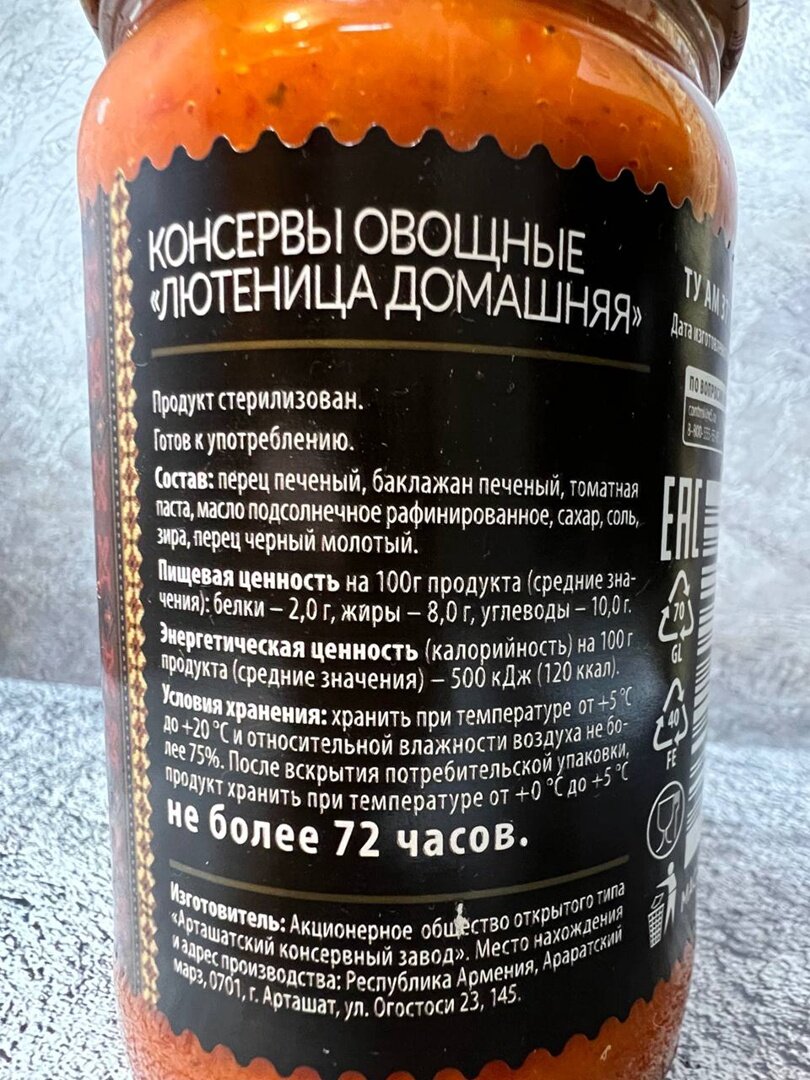 КОНСЕРВЫ ОВОЩНЫЕ
«ЛЮТЕНИЦА ДОМАШНЯЯ»
Продукт стерилизован.
Готов к употреблению.
Состав: перец печеный, баклажан печеный, томатная
паста, масло подсолнечное рафинированное, сахар, соль,
зира, перец черный молотый.
Пищевая ценность на 100г продукта (средние зна-
чения): белки – 2,0 г, жиры – 8,0 г, углеводы – 10,0 г.
Энергетическая ценность (калорийность) на 100 г
продукта (средние значения) – 500 кДж (120 ккал).
Условия хранения: хранить при температуре от +5 °С
до +20 °С и относительной влажности воздуха не бо-
лее 75%. После вскрытия потребительской упаковки,
продукт хранить при температуре от +0 °С до +5 °С
не более 72 часов.
Изготовитель: Акционерное общество открытого типа
«Арташатский консервный завод». Место нахождения
и адрес производства: Республика Армения, Араратский
марз, 0701, г. Арташат, ул. Огостоси 23, 145.
ТУ АМ
Дата
ПО
EAC
70
GL
40
FE